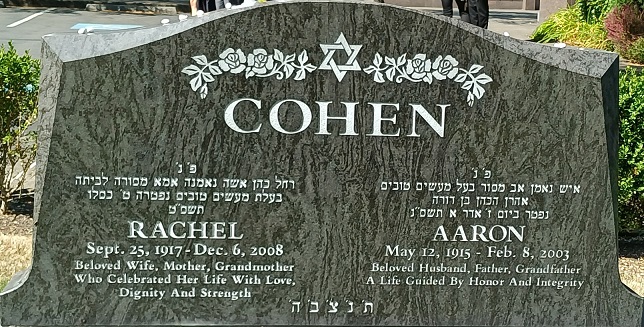 COHEN
פ'נ'
רחל כהן אשה נאמנה אמא מסורה לביתה
בעלת מעשים טובים נפטרה ט' בכסלו
תשס"ט
RACHEL
Sept. 25, 1917 - Dec. 6, 2008
Beloved Wife, Mother, Grandmother
Who Celebrated Her Life With Love,
Dignity And Strength
פ'נ'
איש נאמן אב מסור בעל מעשים טובים
אהרן הכהן בן דורה
נפטר ביום ז' אדר א תשס"ג
AARON
May 12, 1915 - Feb. 8, 2003
Beloved Husband, Father, Grandfather
A Life Guided By Honor And Integrity
ת'נ'צ'ב'ה'